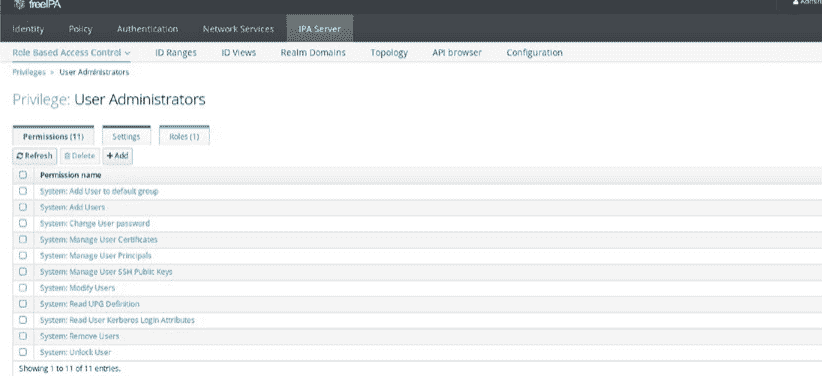 freeIPA Admin
Identity Policy Authentication Network Services IPA Server
Role Based Access Control ID Ranges ID Views Realm Domains Topology API browser Configuration
Privileges » User Administrators
Privilege: User Administrators
Permissions (11) Settings Roles (1)
Refresh Delete +Add
Permission name
System: Add User to default group
System: Add Users
System: Change User password
System: Manage User Certificates
System: Manage User Principals
System: Manage User SSH Public Keys
System: Modify Users
System: Read UPG Definition
System: Read User Kerberos Login Attributes
System: Remove Users
System: Unlock User
Showing 1 to 11 of 11 entries.